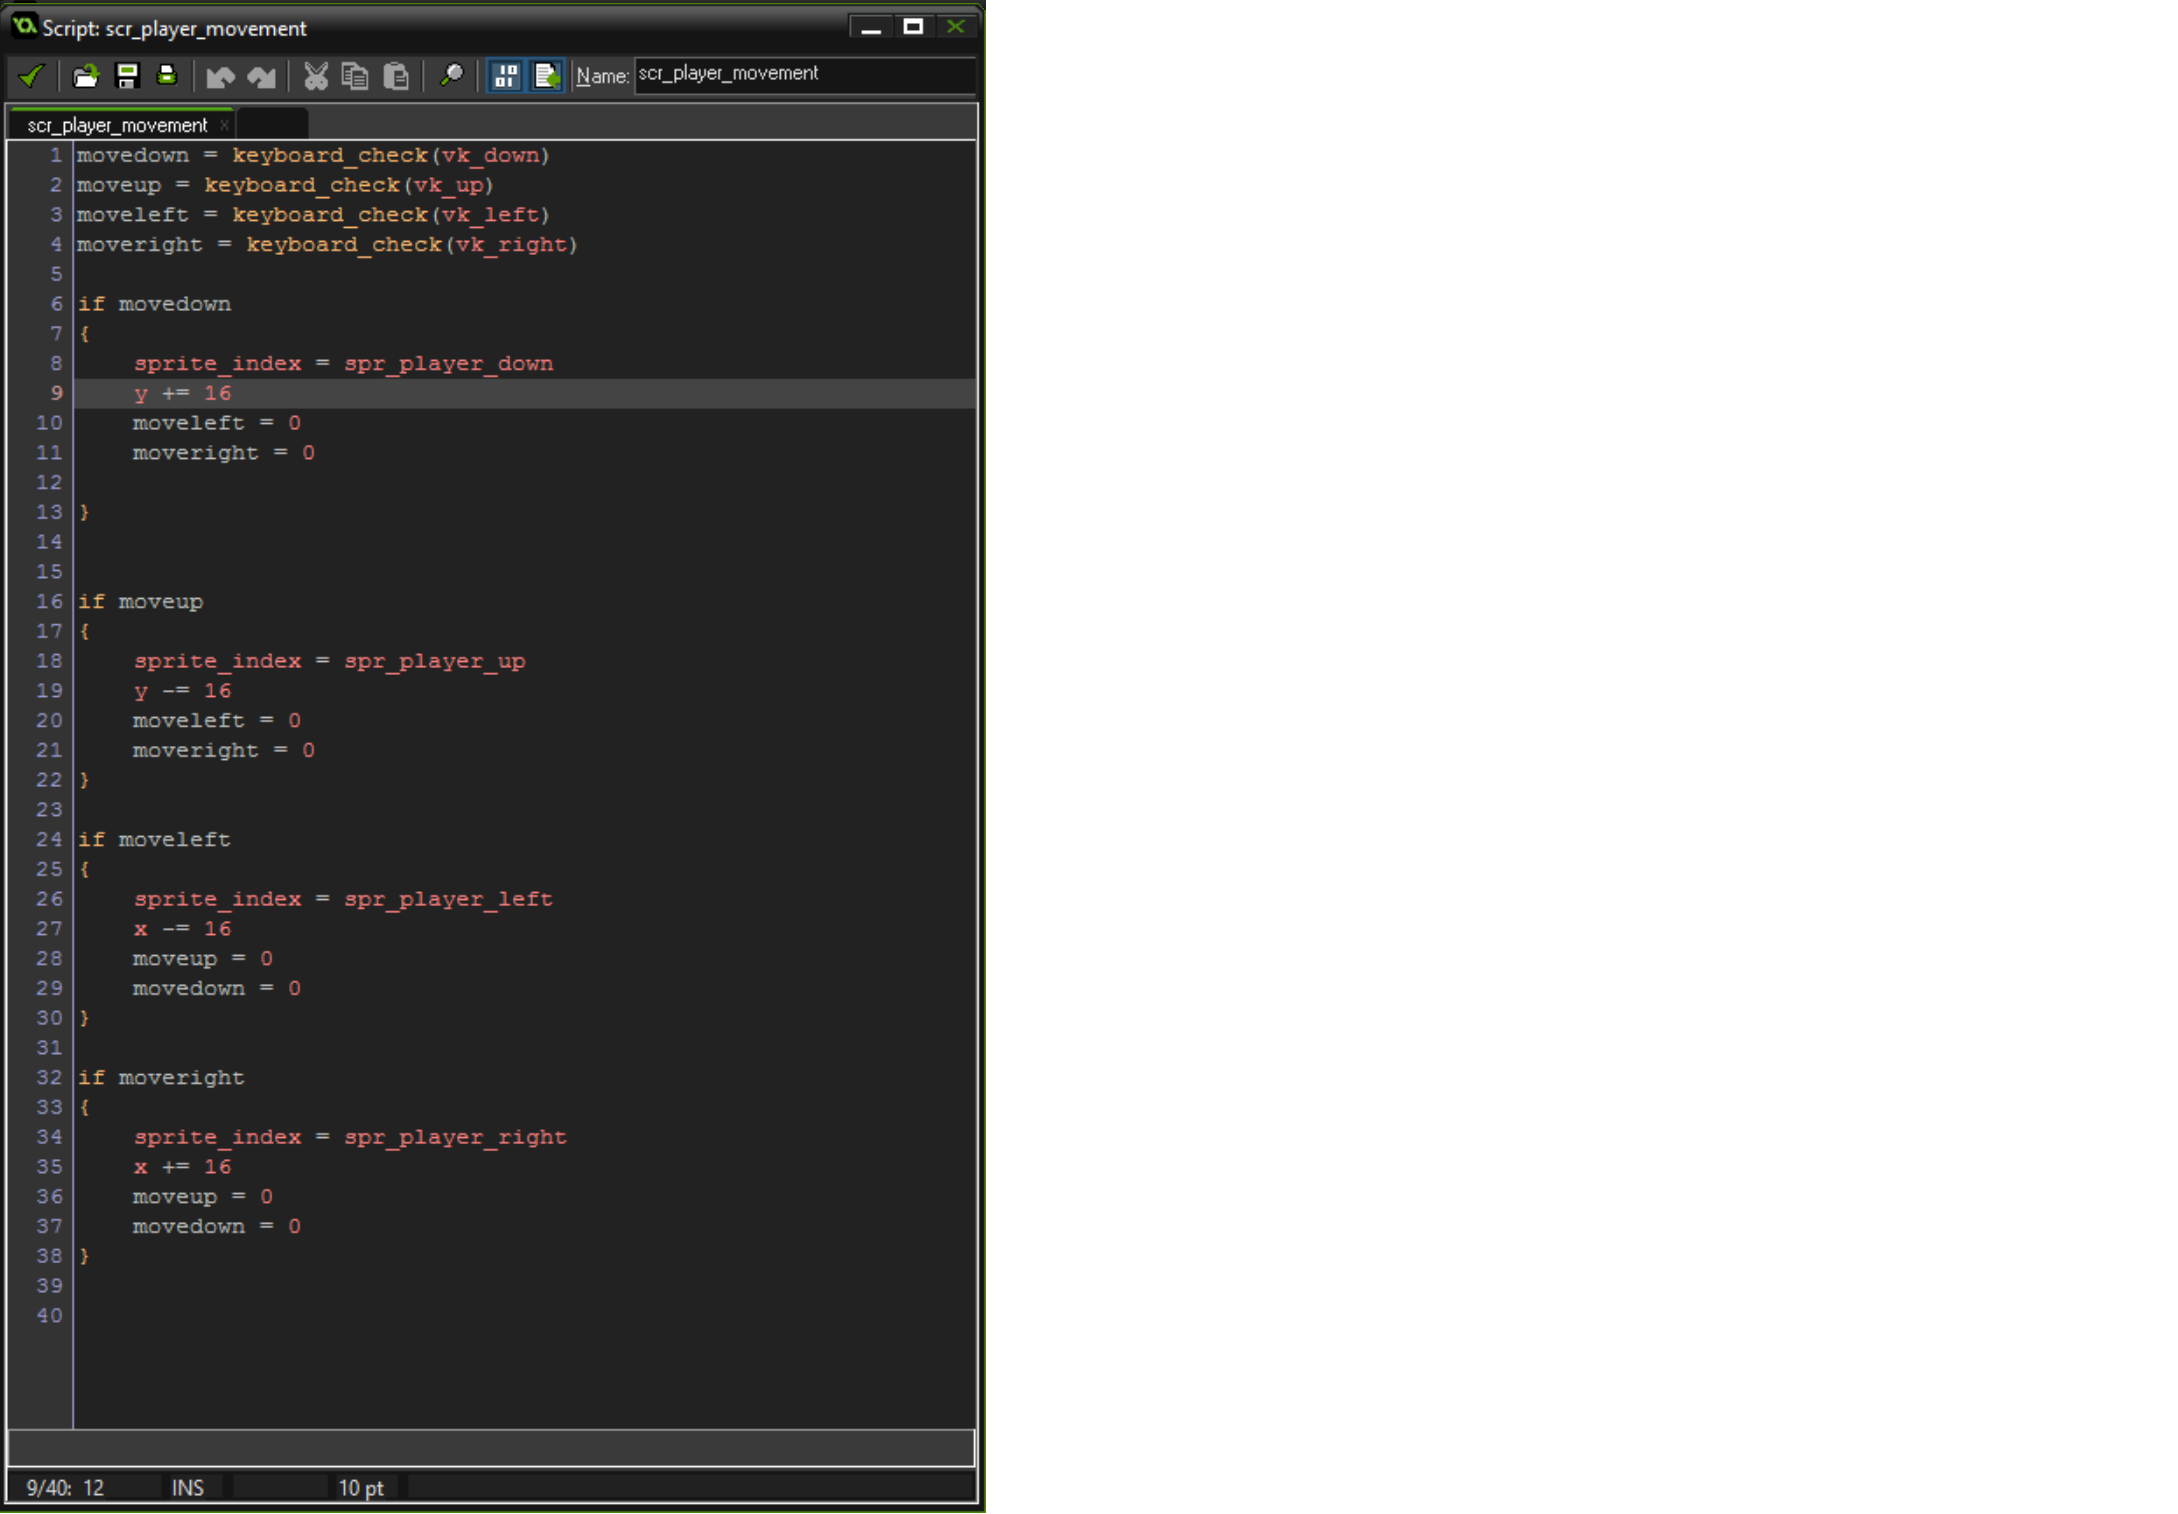 Script: scr_player_movement
Name: scr_player_movement
scr_player_movement x
1 movedown = keyboard_check(vk_down)
2 moveup = keyboard_check(vk_up)
3 moveleft = keyboard_check(vk_left)
4 moveright = keyboard_check(vk_right)
5
6 if movedown
7 {
8     sprite_index = spr_player_down
9     y += 16
10     moveleft = 0
11     moveright = 0
12
13 }
14
15
16 if moveup
17 {
18     sprite_index = spr_player_up
19     y -= 16
20     moveleft = 0
21     moveright = 0
22 }
23
24 if moveleft
25 {
26     sprite_index = spr_player_left
27     x -= 16
28     moveup = 0
29     movedown = 0
30 }
31
32 if moveright
33 {
34     sprite_index = spr_player_right
35     x += 16
36     moveup = 0
37     movedown = 0
38 }
39
40
9/40: 12 INS 10 pt